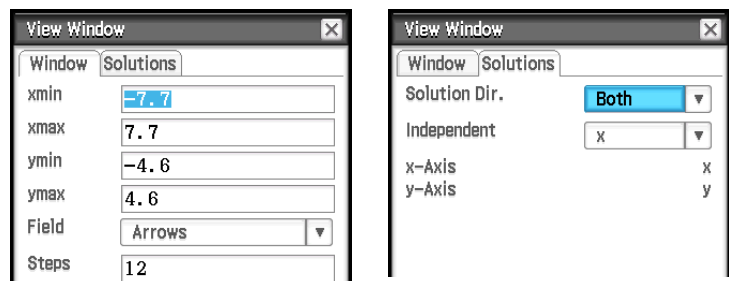 View Window
Window Solutions
xmin -7.7
xmax 7.7
ymin -4.6
ymax 4.6
Field Arrows
Steps 12
View Window
Window Solutions
Solution Dir. Both
Independent x
x-Axis x
y-Axis y